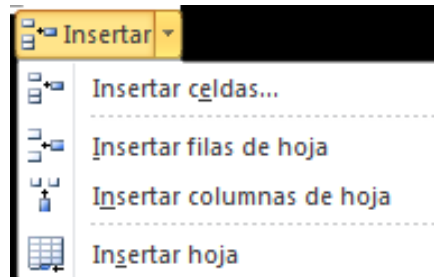 Insertar
Insertar celdas...
Insertar filas de hoja
Insertar columnas de hoja
Insertar hoja